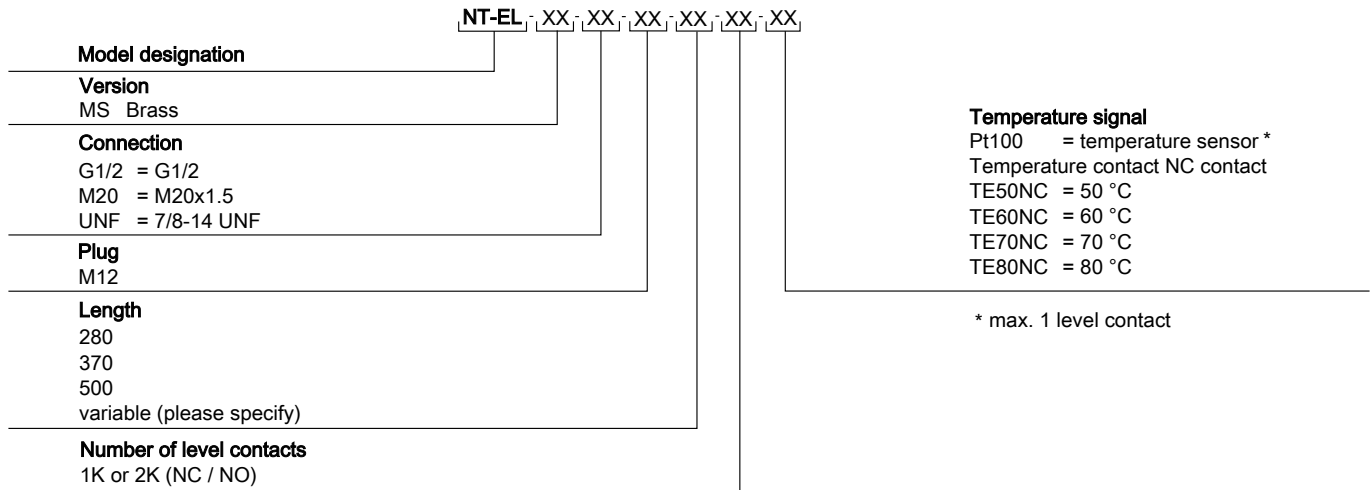 NT-EL - XX - XX - XX - XX - XX - XX
Model designation
Version
MS Brass
Connection
G1/2 = G1/2
M20 = M20x1.5
UNF = 7/8-14 UNF
Plug
M12
Length
280
370
500
variable (please specify)
Number of level contacts
1K or 2K (NC / NO)
Temperature signal
Pt100 = temperature sensor *
Temperature contact NC contact
TE50NC = 50 °C
TE60NC = 60 °C
TE70NC = 70 °C
TE80NC = 80 °C
* max. 1 level contact